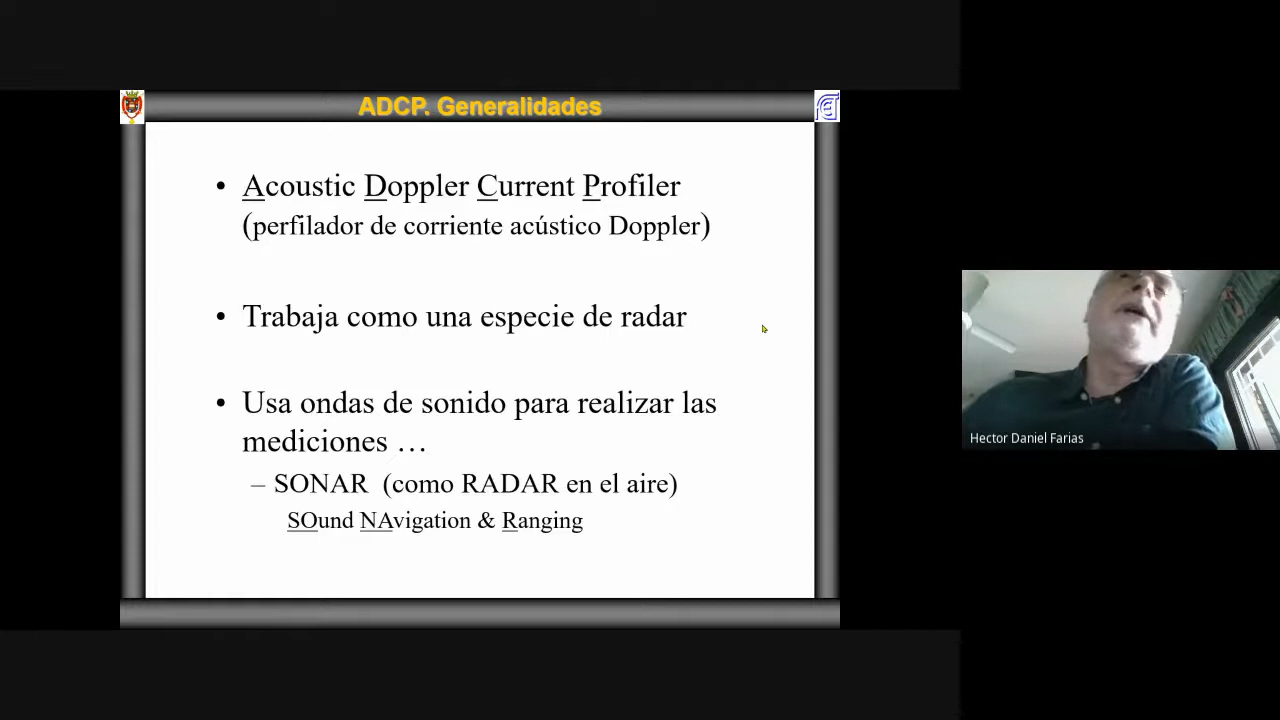 ADCP. Generalidades
• Acoustic Doppler Current Profiler
(perfilador de corriente acústico Doppler)
• Trabaja como una especie de radar
• Usa ondas de sonido para realizar las
mediciones …
– SONAR (como RADAR en el aire)
SOund NAvigation & Ranging
Hector Daniel Farias